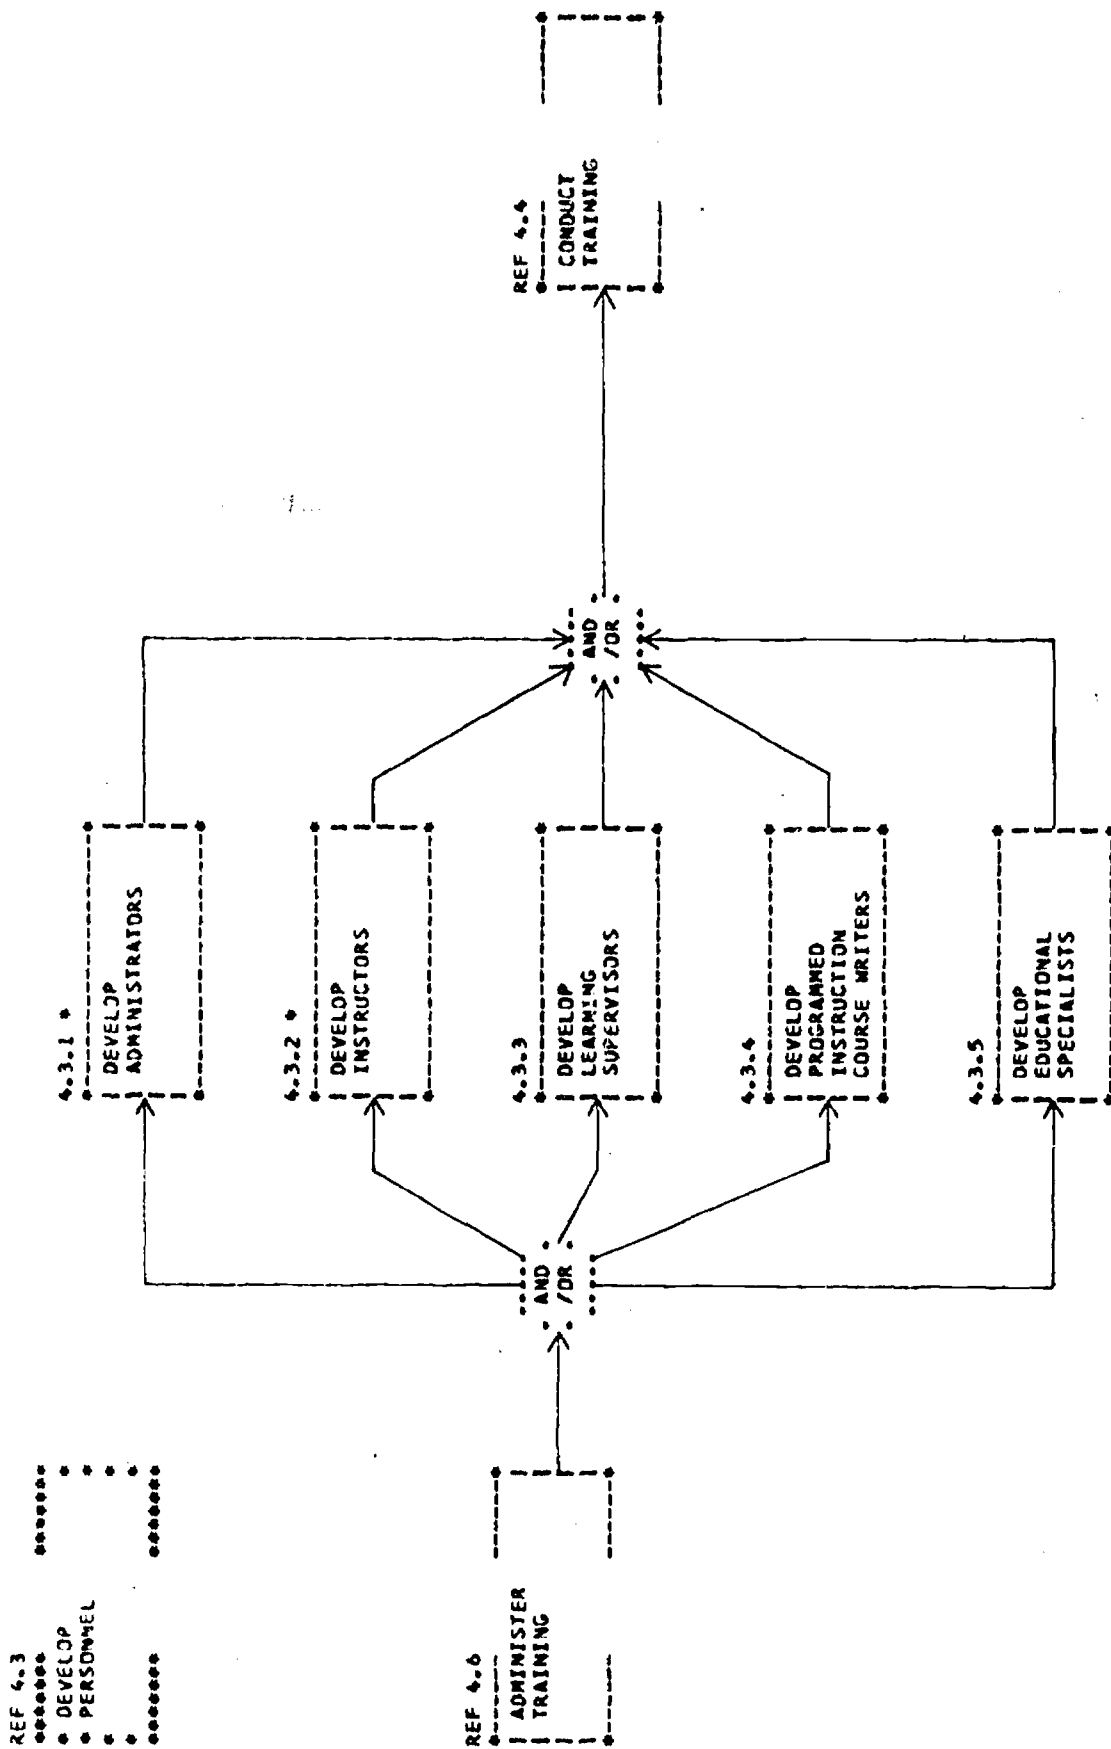 REF 4.3
DEVELOP
PERSONNEL
REF 4.6
ADMINISTER
TRAINING
AND
/OR
4.3.1 *
DEVELOP
ADMINISTRATORS
4.3.2 *
DEVELOP
INSTRUCTORS
4.3.3
DEVELOP
LEARNING
SUPERVISORS
4.3.4
DEVELOP
PROGRAMMED
INSTRUCTION
COURSE WRITERS
4.3.5
DEVELOP
EDUCATIONAL
SPECIALISTS
AND
/OR
REF 4.4
CONDUCT
TRAINING